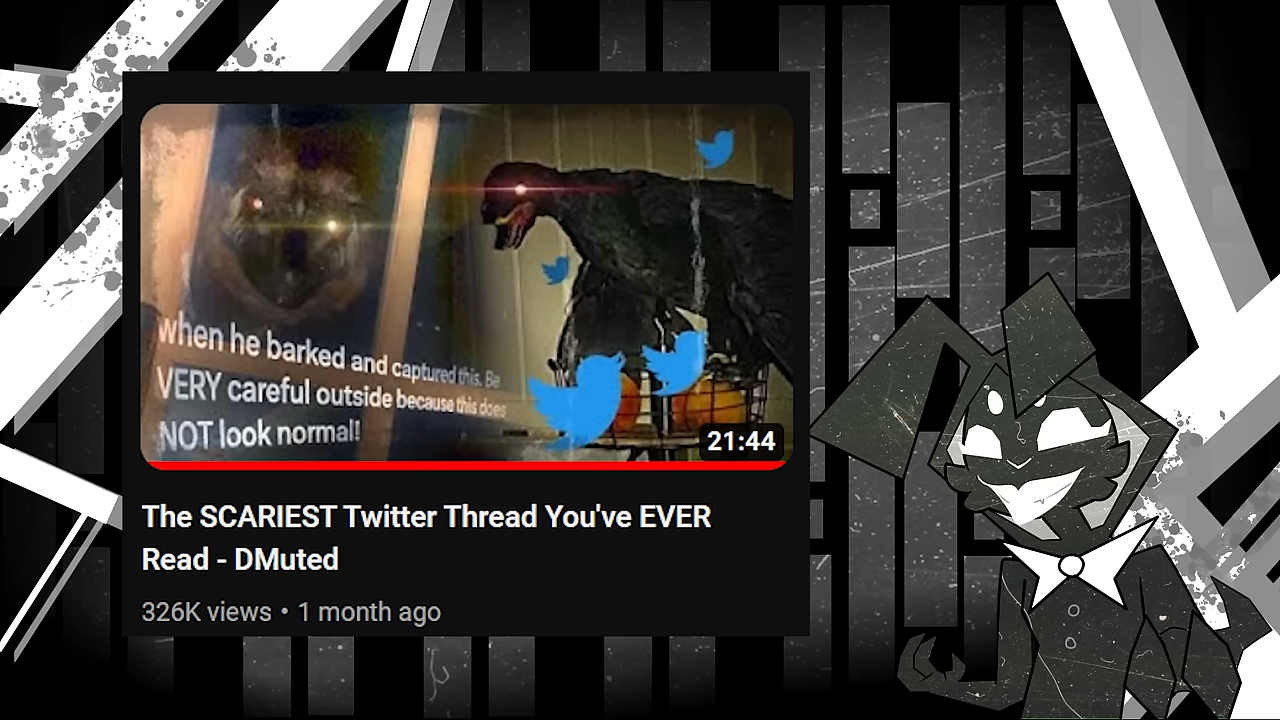 when he barked and captured this. Be
VERY careful outside because this does
NOT look normal!
21:44
The SCARIEST Twitter Thread You've EVER
Read - DMuted
326K views • 1 month ago